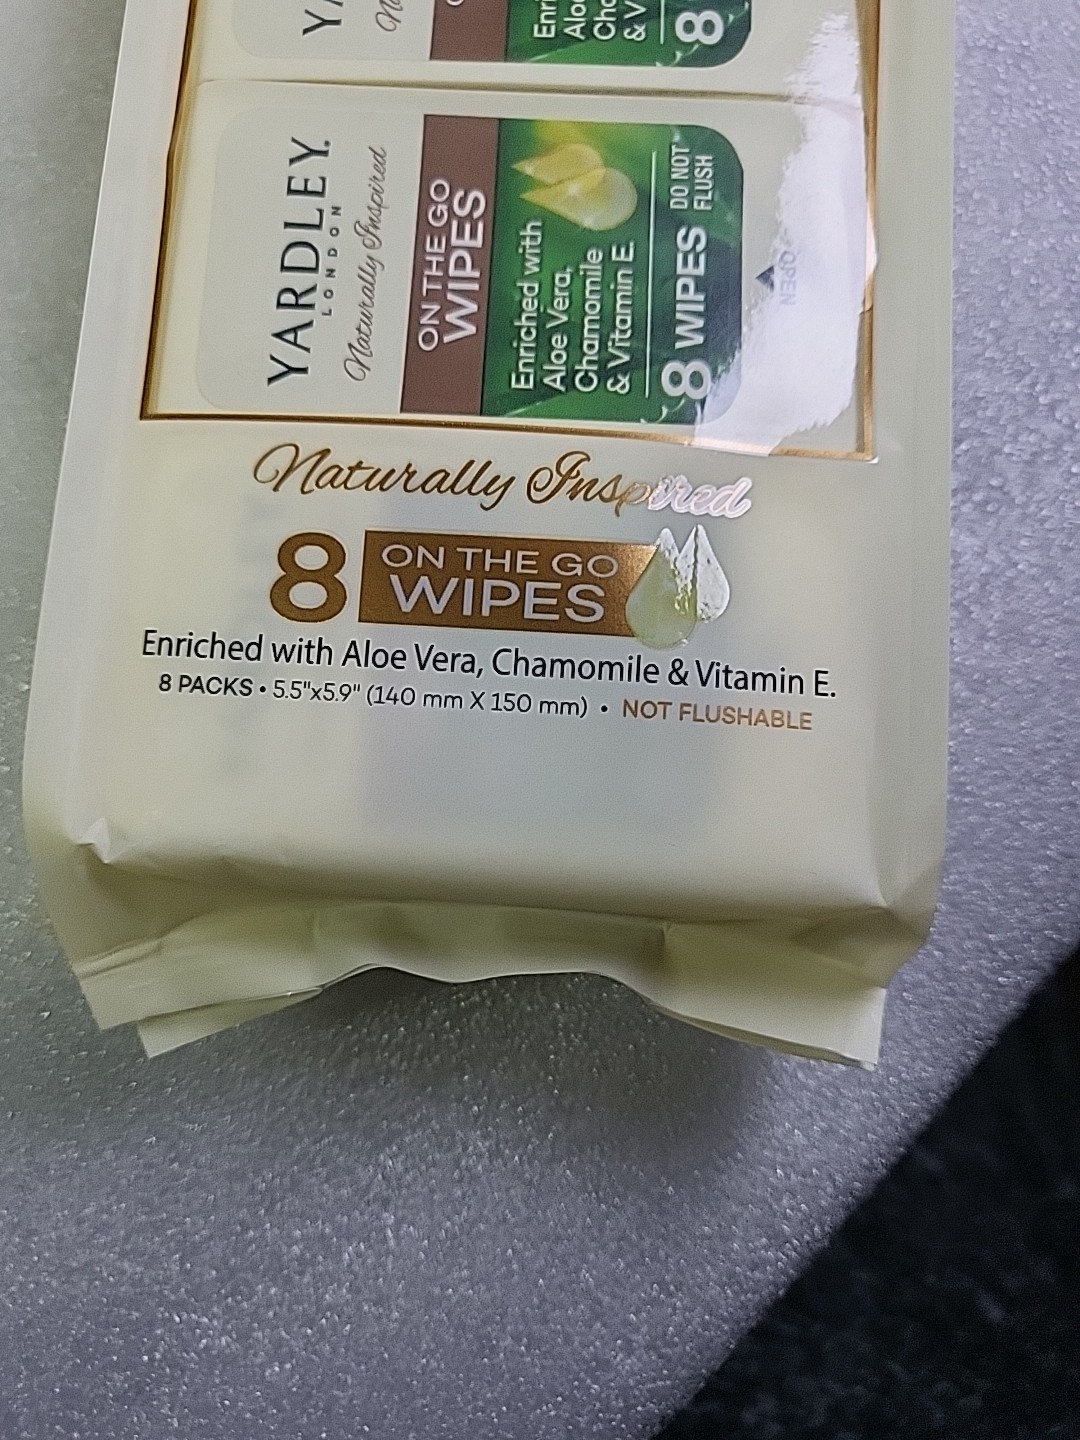 YARDLEY
LONDON
Naturally Inspired
ON THE GO
WIPES
Enriched with
Aloe Vera,
Chamomile
& Vitamin E.
8 WIPES DO NOT
FLUSH
OPEN
Naturally Inspired
8 ON THE GO
WIPES
Enriched with Aloe Vera, Chamomile & Vitamin E.
8 PACKS • 5.5"x5.9" (140 mm X 150 mm) • NOT FLUSHABLE